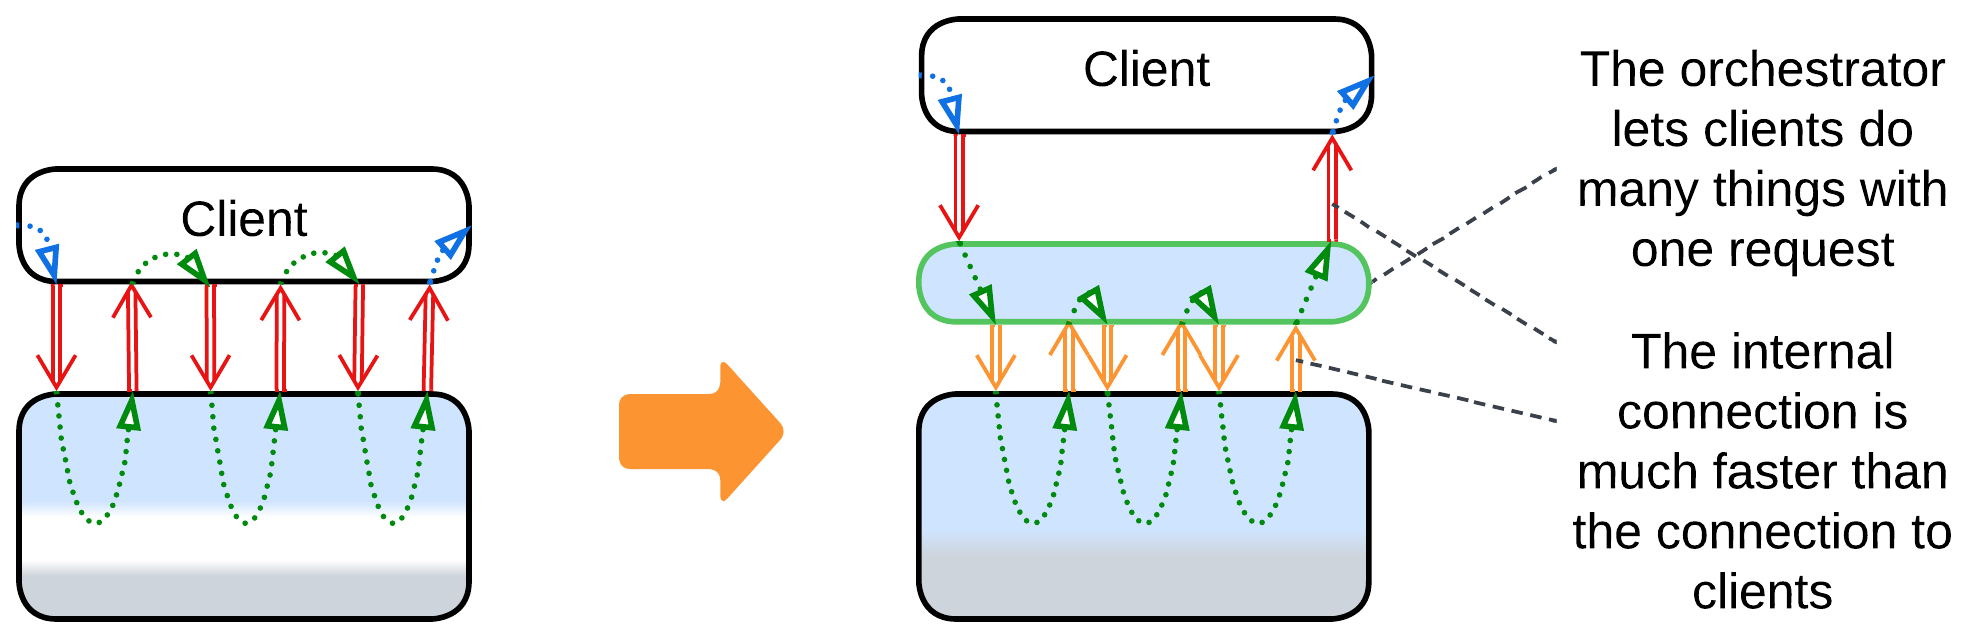 Client
Client
The orchestrator
lets clients do
many things with
one request
The internal
connection is
much faster than
the connection to
clients